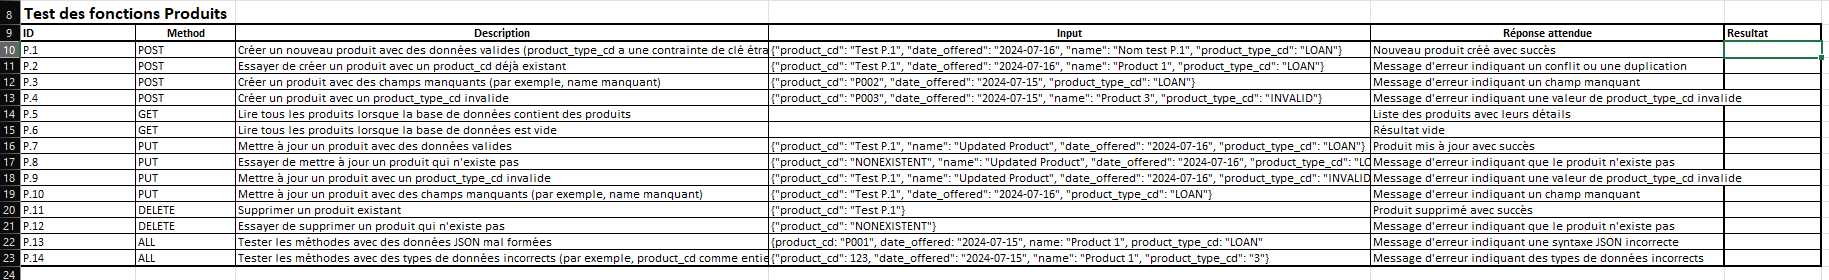 8 Test des fonctions Produits
9 ID Method Description Input Réponse attendue Resultat
10 P.1 POST Créer un nouveau produit avec des données valides (product_type_cd a une contrainte de clé étra {"product_cd": "Test P.1", "date_offered": "2024-07-16", "name": "Nom test P.1", "product_type_cd": "LOAN"} Nouveau produit créé avec succès
11 P.2 POST Essayer de créer un produit avec un product_cd déjà existant {"product_cd": "Test P.1", "date_offered": "2024-07-16", "name": "Product 1", "product_type_cd": "LOAN"} Message d'erreur indiquant un conflit ou une duplication
12 P.3 POST Créer un produit avec des champs manquants (par exemple, name manquant) {"product_cd": "P002", "date_offered": "2024-07-15", "product_type_cd": "LOAN"} Message d'erreur indiquant un champ manquant
13 P.4 POST Créer un produit avec un product_type_cd invalide {"product_cd": "P003", "date_offered": "2024-07-15", "name": "Product 3", "product_type_cd": "INVALID"} Message d'erreur indiquant une valeur de product_type_cd invalide
14 P.5 GET Lire tous les produits lorsque la base de données contient des produits Liste des produits avec leurs détails
15 P.6 GET Lire tous les produits lorsque la base de données est vide Résultat vide
16 P.7 PUT Mettre à jour un produit avec des données valides {"product_cd": "Test P.1", "name": "Updated Product", "date_offered": "2024-07-16", "product_type_cd": "LOAN"} Produit mis à jour avec succès
17 P.8 PUT Essayer de mettre à jour un produit qui n'existe pas {"product_cd": "NONEXISTENT", "name": "Updated Product", "date_offered": "2024-07-16", "product_type_cd": "LO Message d'erreur indiquant que le produit n'existe pas
18 P.9 PUT Mettre à jour un produit avec un product_type_cd invalide {"product_cd": "Test P.1", "name": "Updated Product", "date_offered": "2024-07-16", "product_type_cd": "INVALID Message d'erreur indiquant une valeur de product_type_cd invalide
19 P.10 PUT Mettre à jour un produit avec des champs manquants (par exemple, name manquant) {"product_cd": "Test P.1", "date_offered": "2024-07-16", "product_type_cd": "LOAN"} Message d'erreur indiquant un champ manquant
20 P.11 DELETE Supprimer un produit existant {"product_cd": "Test P.1"} Produit supprimé avec succès
21 P.12 DELETE Essayer de supprimer un produit qui n'existe pas {"product_cd": "NONEXISTENT"} Message d'erreur indiquant que le produit n'existe pas
22 P.13 ALL Tester les méthodes avec des données JSON mal formées {product_cd: "P001", date_offered: "2024-07-15", name: "Product 1", product_type_cd: "LOAN" Message d'erreur indiquant une syntaxe JSON incorrecte
23 P.14 ALL Tester les méthodes avec des types de données incorrects (par exemple, product_cd comme entie {"product_cd": 123, "date_offered": "2024-07-15", "name": "Product 1", "product_type_cd": "3"} Message d'erreur indiquant des types de données incorrects
24